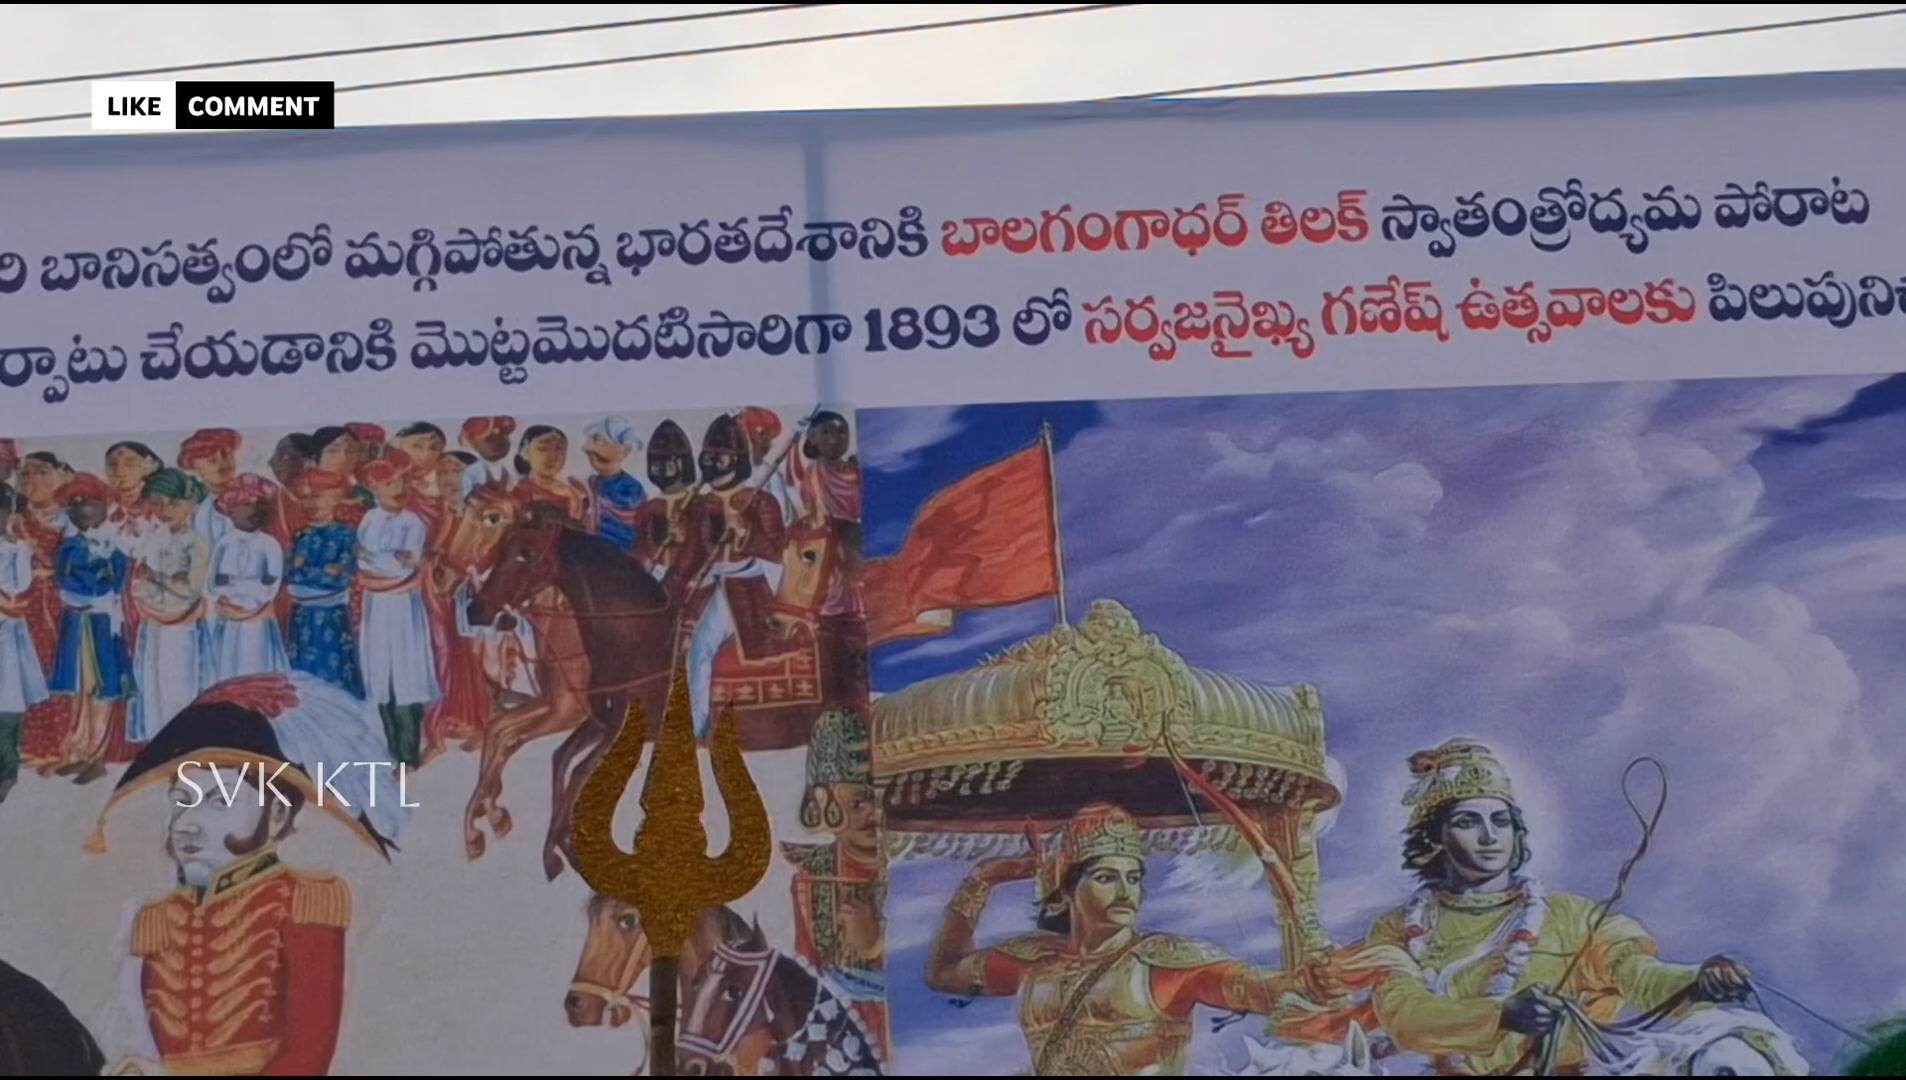 LIKE COMMENT
రి బానిసత్వంలో మగ్గిపోతున్న భారతదేశానికి బాలగంగాధర్ తిలక్ స్వాతంత్రోద్యమ పోరాట
ర్పాటు చేయడానికి మొట్టమొదటిసారిగా 1893 లో సర్వజనైఖ్య గణేష్ ఉత్సవాలకు పిలుపుని
SVK KTL